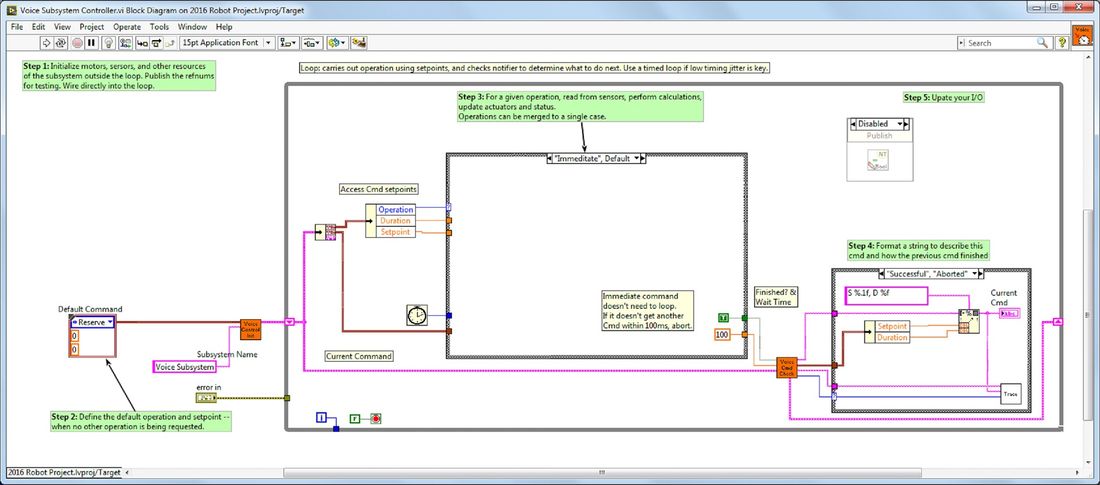 Voice Subsystem Controller.vi Block Diagram on 2016 Robot Project.lvproj/Target
File Edit View Project Operate Tools Window Help
15pt Application Font
Search
Voice
Step 1: Initialize motors, sersors, and other resources
of the subsystem outside the loop. Publish the refnums
for testing. Wire directly into the loop.
Loop: carries out operation using setpoints, and checks notifier to determine what to do next. Use a timed loop if low timing jitter is key.
Step 3: For a given operation, read from sensors, perform calculations,
update actuators and status.
Operations can be merged to a single case.
Step 5: Upate your I/O
Disabled
Publish
NT
"Immeditate", Default
Access Cmd setpoints
Operation
Duration
Setpoint
Step 4: Format a string to describe this
cmd and how the previous cmd finished
"Successful", "Aborted"
Finished? &
Wait Time
Immediate command
doesn't need to loop.
If it doesn't get another
Cmd within 100ms, abort.
S %.1f, D %f
Current
Cmd
abc
Default Command
Reserve
0
0
Voice
Control
Init
100
Setpoint
Duration
Subsystem Name
Voice Subsystem
Current Command
Voice
Cmd
Check
Trace
error in
Step 2: Define the default operation and setpoint --
when no other operation is being requested.
i
F
2016 Robot Project.lvproj/Target